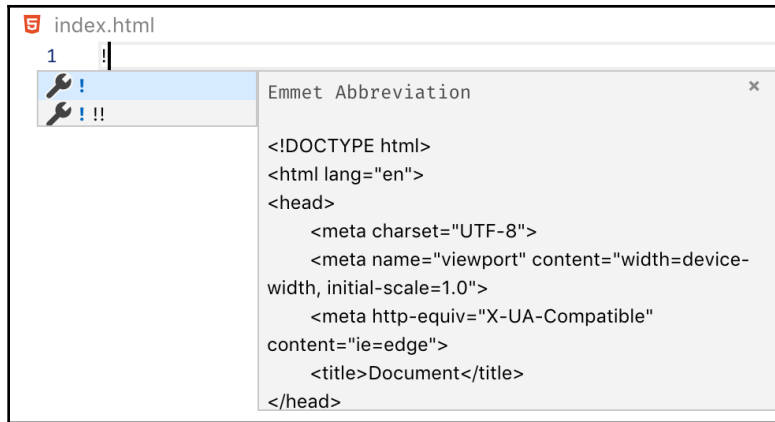 index.html
1 !
!
!!!
Emmet Abbreviation ×
<!DOCTYPE html>
<html lang="en">
<head>
<meta charset="UTF-8">
<meta name="viewport" content="width=device-
width, initial-scale=1.0">
<meta http-equiv="X-UA-Compatible"
content="ie=edge">
<title>Document</title>
</head>